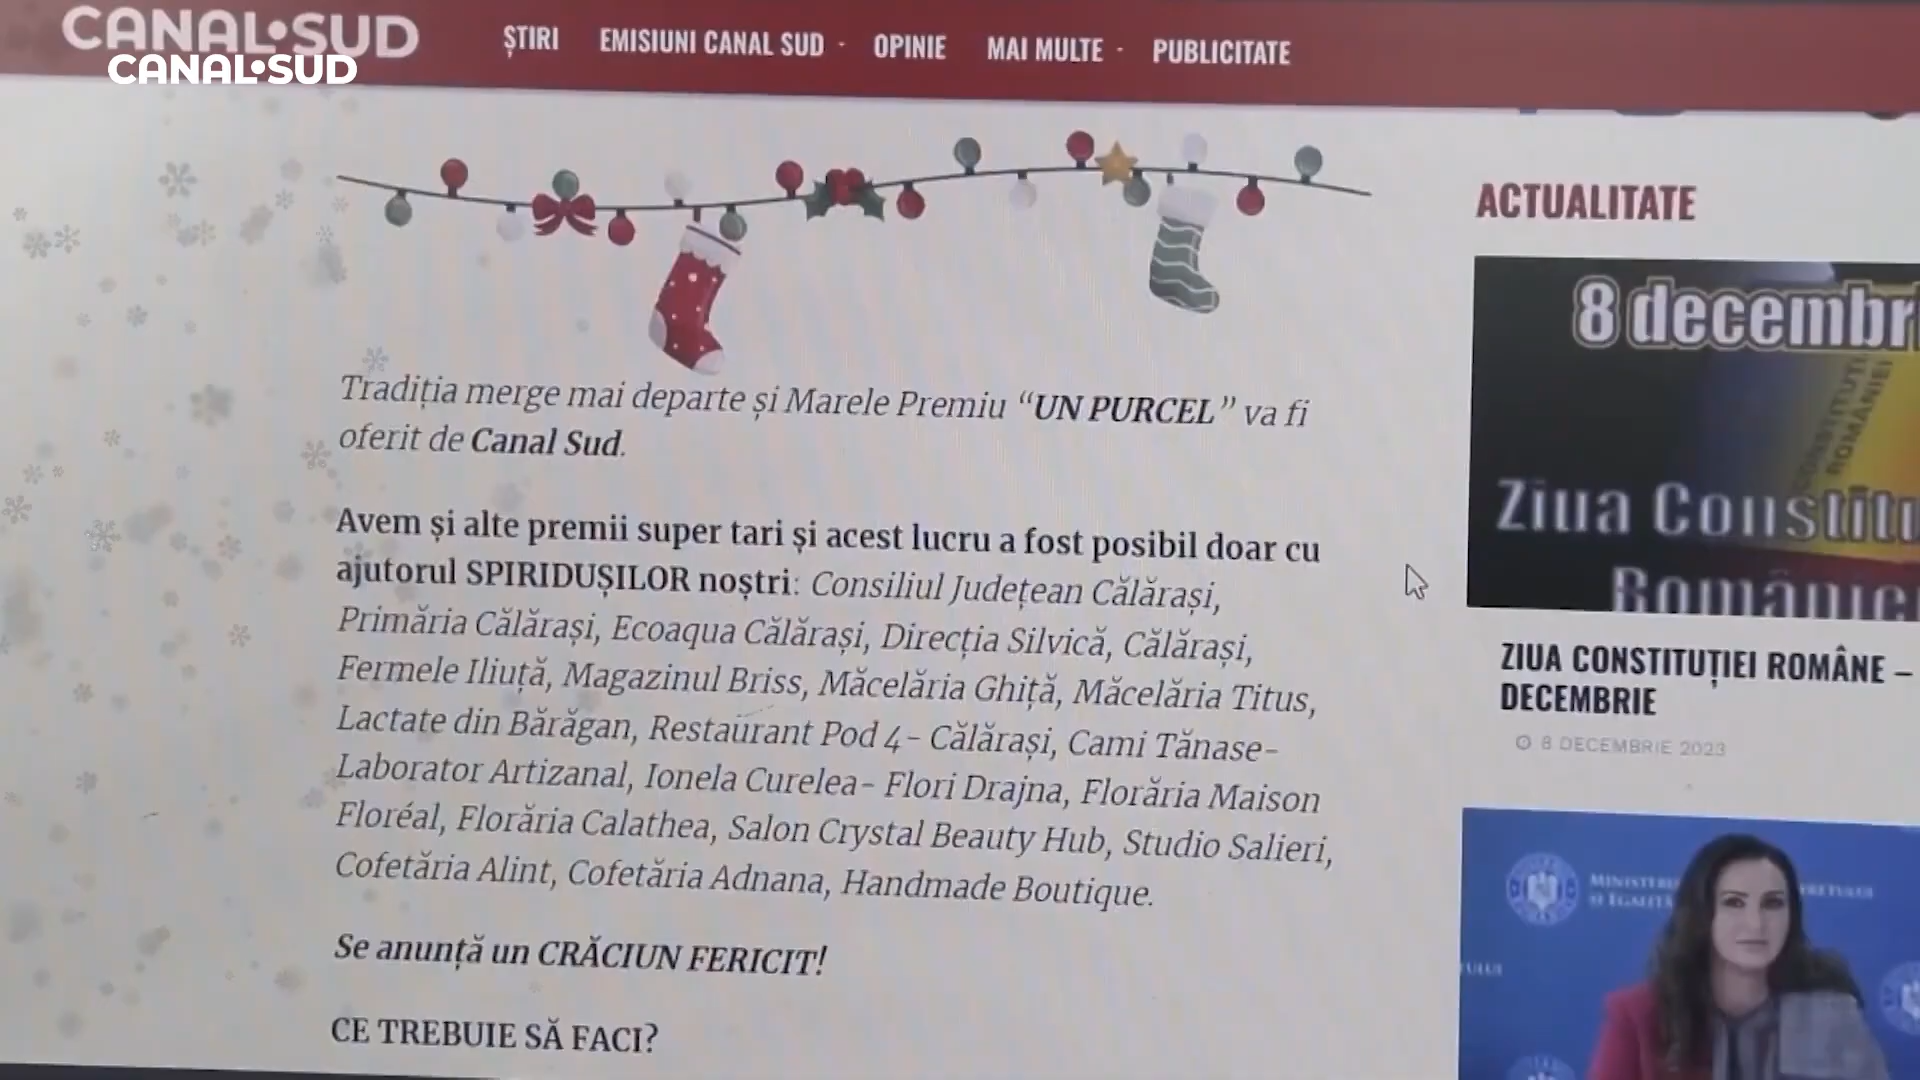 CANAL•SUD
CANAL•SUD
ȘTIRI EMISIUNI CANAL SUD OPINIE MAI MULTE PUBLICITATE
Tradiția merge mai departe și Marele Premiu “UN PURCEL” va fi
oferit de Canal Sud.
Avem și alte premii super tari și acest lucru a fost posibil doar cu
ajutorul SPIRIDUȘILOR noștri: Consiliul Județean Călărași,
Primăria Călărași, Ecoaqua Călărași, Direcția Silvică, Călărași,
Fermele Iliuță, Magazinul Briss, Măcelăria Ghiță, Măcelăria Titus,
Lactate din Bărăgan, Restaurant Pod 4- Călărași, Cami Tănase-
Laborator Artizanal, Ionela Curelea- Flori Drajna, Florăria Maison
Floréal, Florăria Calathea, Salon Crystal Beauty Hub, Studio Salieri,
Cofetăria Alint, Cofetăria Adnana, Handmade Boutique.
Se anunță un CRĂCIUN FERICIT!
CE TREBUIE SĂ FACI?
ACTUALITATE
8 decembr
CONSTITUȚI
ROMÂNIEI
Ziua Constitu
României
ZIUA CONSTITUȚIEI ROMÂNE –
DECEMBRIE
8 DECEMBRIE 2023